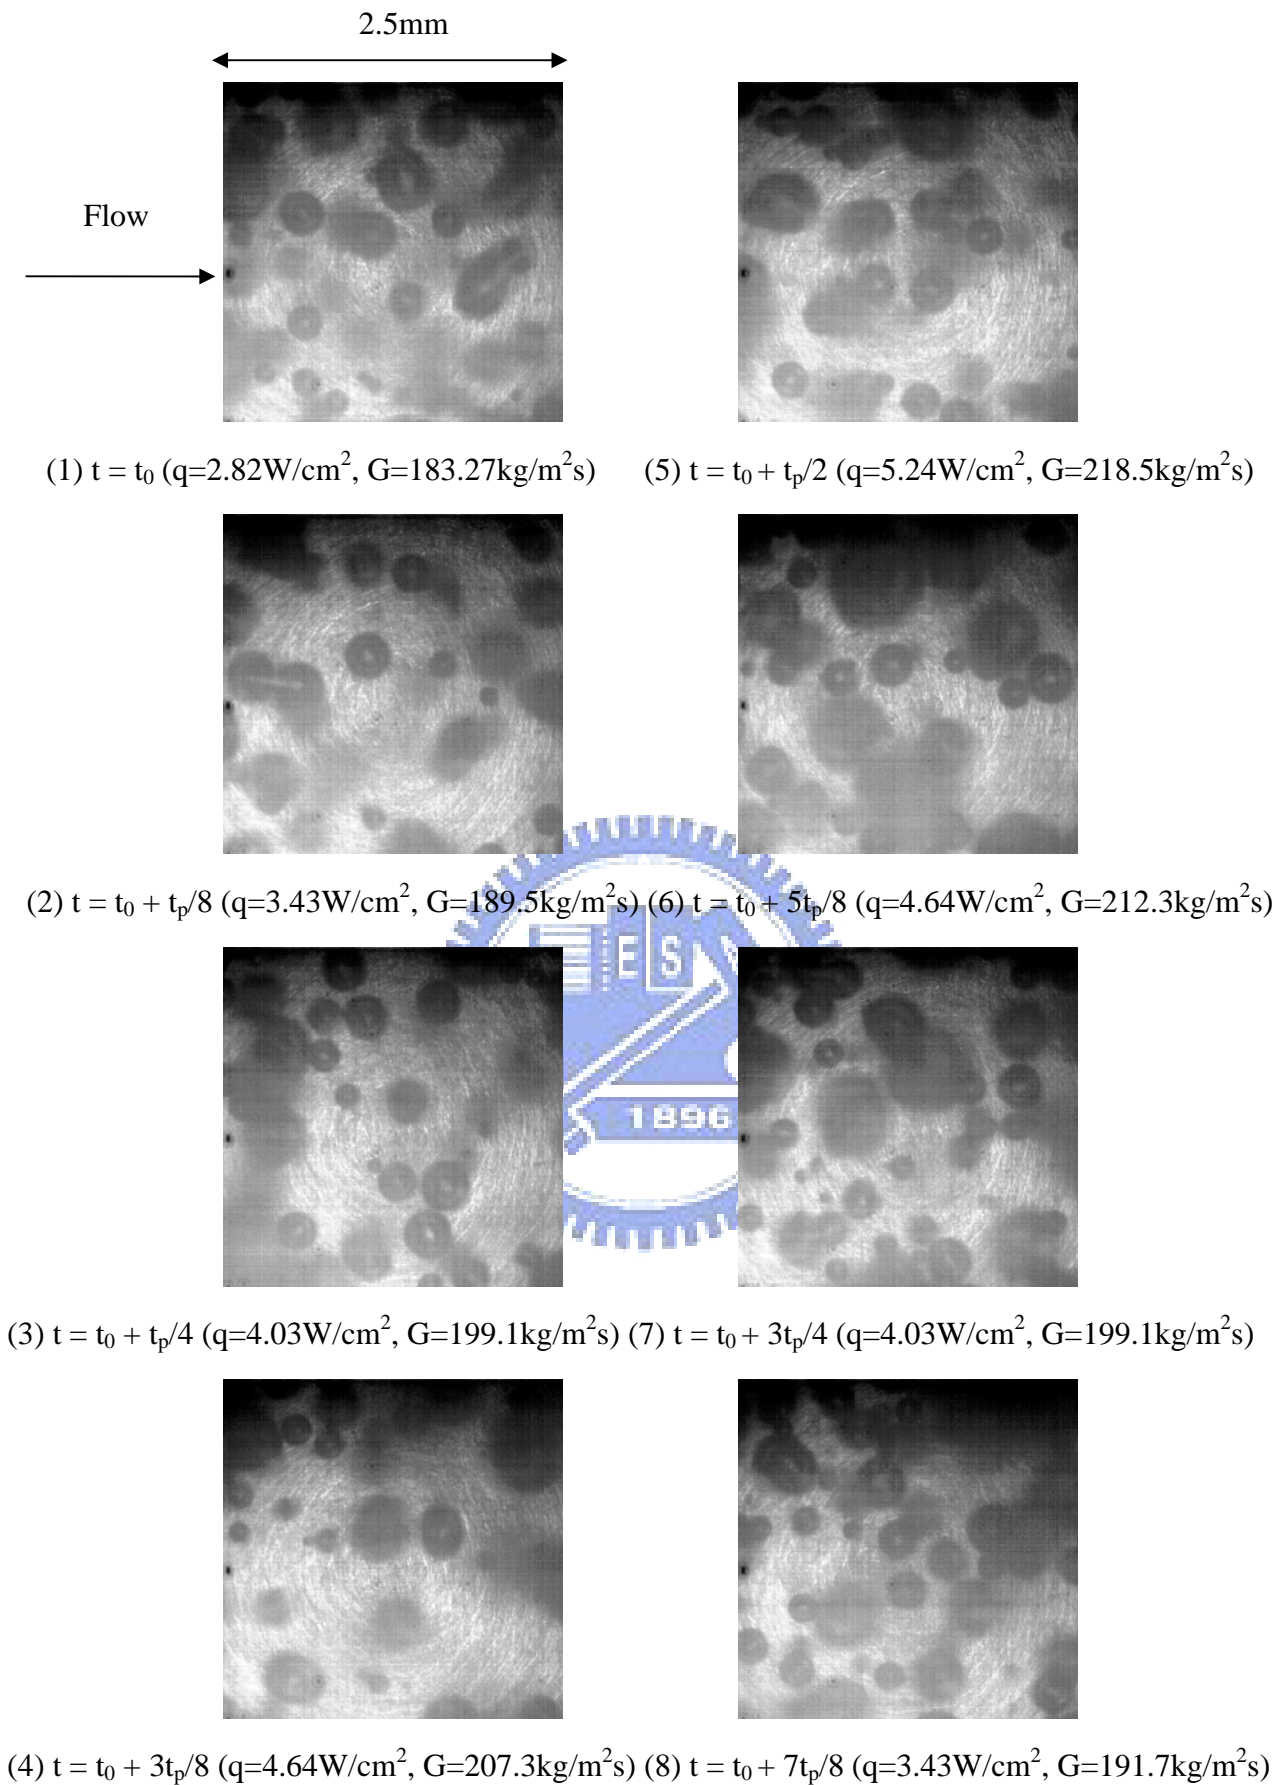 2.5mm
Flow
(1) t = t₀ (q=2.82W/cm², G=183.27kg/m²s) (5) t = t₀ + tₚ/2 (q=5.24W/cm², G=218.5kg/m²s)
(2) t = t₀ + tₚ/8 (q=3.43W/cm², G=189.5kg/m²s) (6) t = t₀ + 5tₚ/8 (q=4.64W/cm², G=212.3kg/m²s)
ES
1896
(3) t = t₀ + tₚ/4 (q=4.03W/cm², G=199.1kg/m²s) (7) t = t₀ + 3tₚ/4 (q=4.03W/cm², G=199.1kg/m²s)
(4) t = t₀ + 3tₚ/8 (q=4.64W/cm², G=207.3kg/m²s) (8) t = t₀ + 7tₚ/8 (q=3.43W/cm², G=191.7kg/m²s)